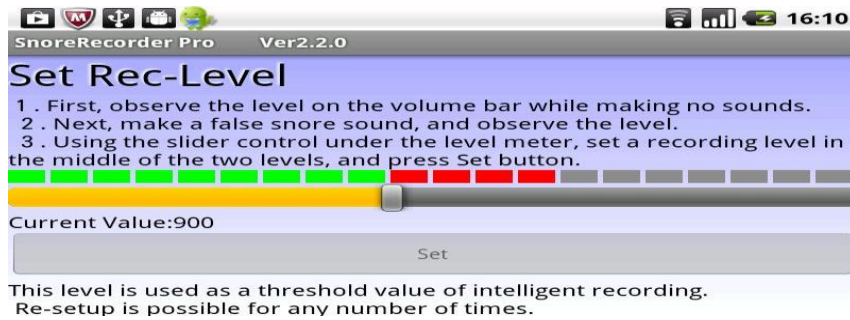 16:10
SnoreRecorder Pro Ver2.2.0
Set Rec-Level
1 . First, observe the level on the volume bar while making no sounds.
2 . Next, make a false snore sound, and observe the level.
3 . Using the slider control under the level meter, set a recording level in
the middle of the two levels, and press Set button.
Current Value:900
Set
This level is used as a threshold value of intelligent recording.
Re-setup is possible for any number of times.